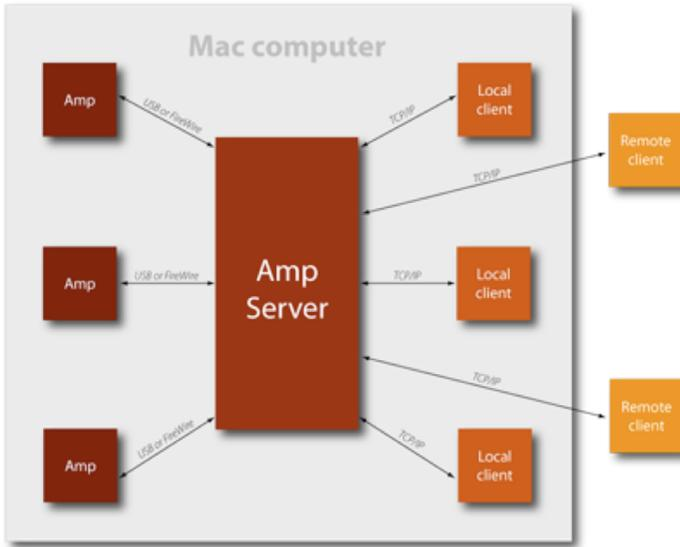 Mac computer
Amp
USB or FireWire
TCP/IP
Local
client
Remote
client
TCP/IP
Amp
USB or FireWire
Amp
Server
TCP/IP
Local
client
TCP/IP
Remote
client
Amp
USB or FireWire
TCP/IP
Local
client